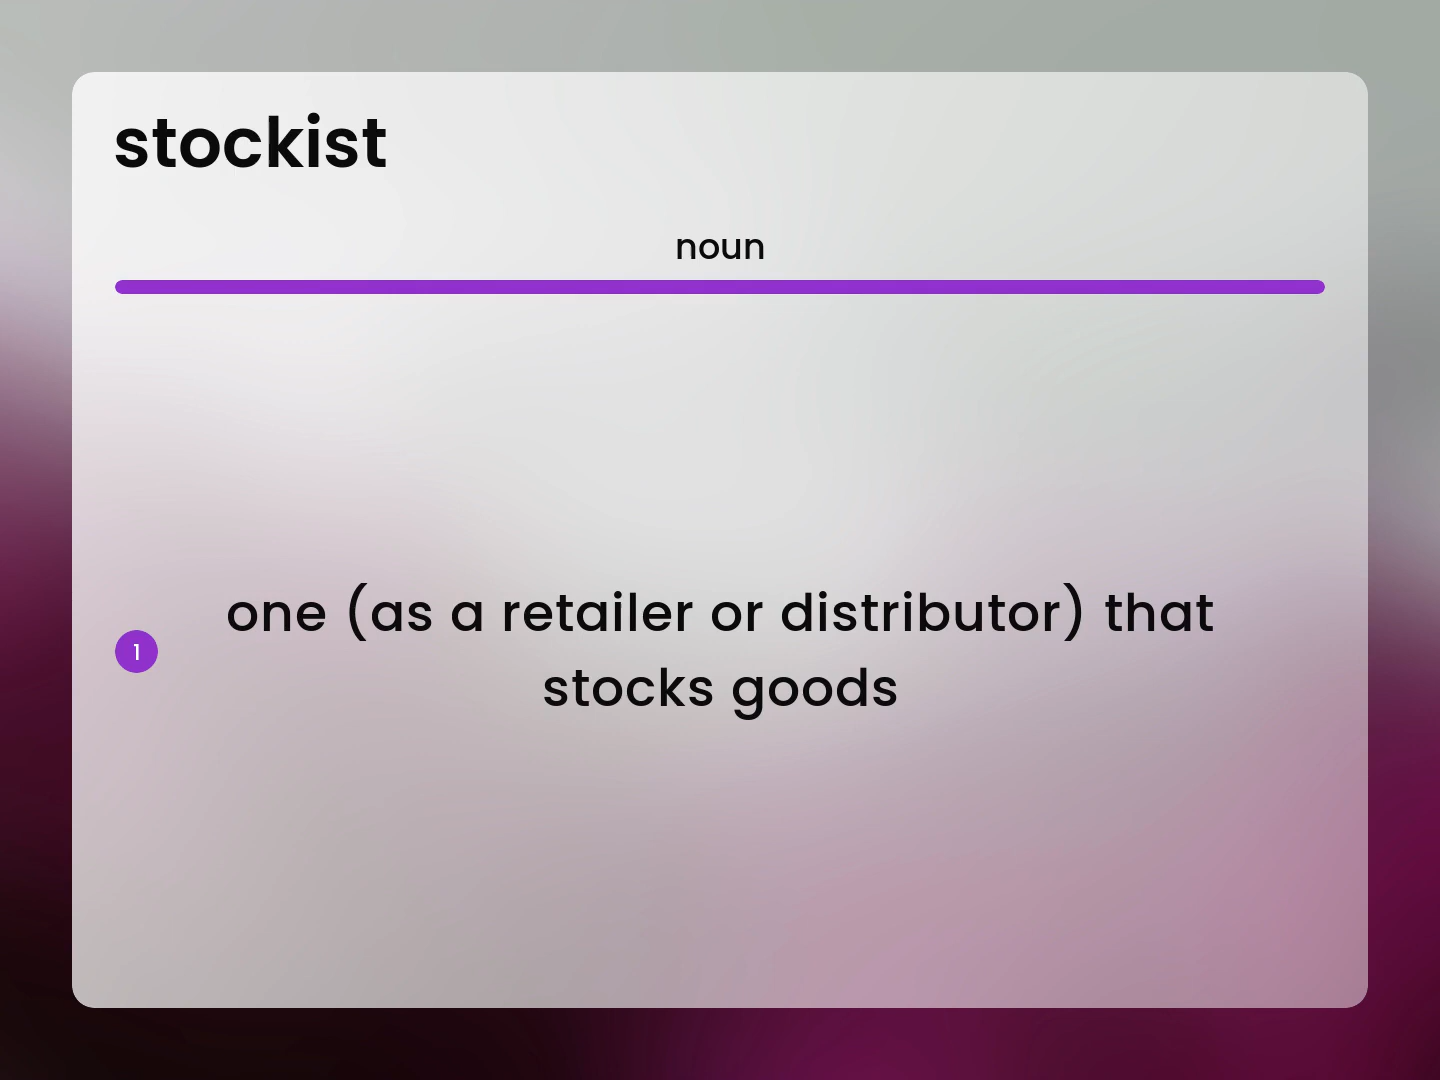 stockist
noun
1
one (as a retailer or distributor) that
stocks goods